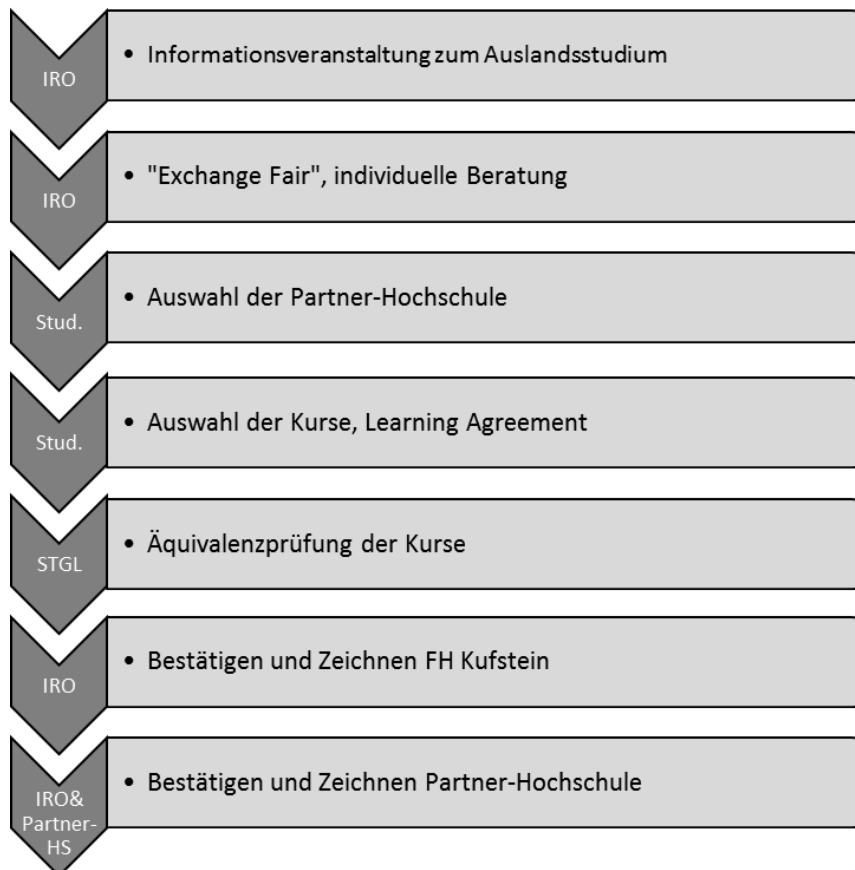 IRO
• Informationsveranstaltung zum Auslandsstudium
IRO
• "Exchange Fair", individuelle Beratung
Stud.
• Auswahl der Partner-Hochschule
Stud.
• Auswahl der Kurse, Learning Agreement
STGL
• Äquivalenzprüfung der Kurse
IRO
• Bestätigen und Zeichnen FH Kufstein
IRO&
Partner-
HS
• Bestätigen und Zeichnen Partner-Hochschule